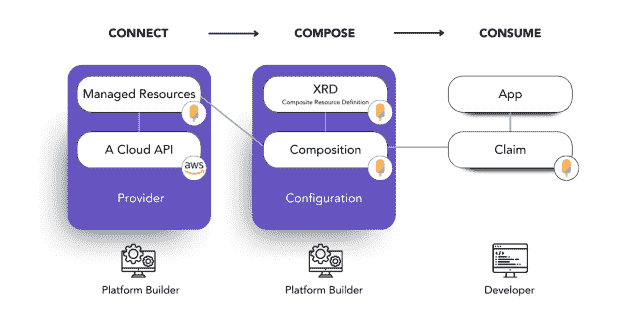 CONNECT
COMPOSE
CONSUME
Managed Resources
A Cloud API
aws
Provider
Platform Builder
XRD
Composite Resource Definition
Composition
Configuration
Platform Builder
App
Claim
Developer